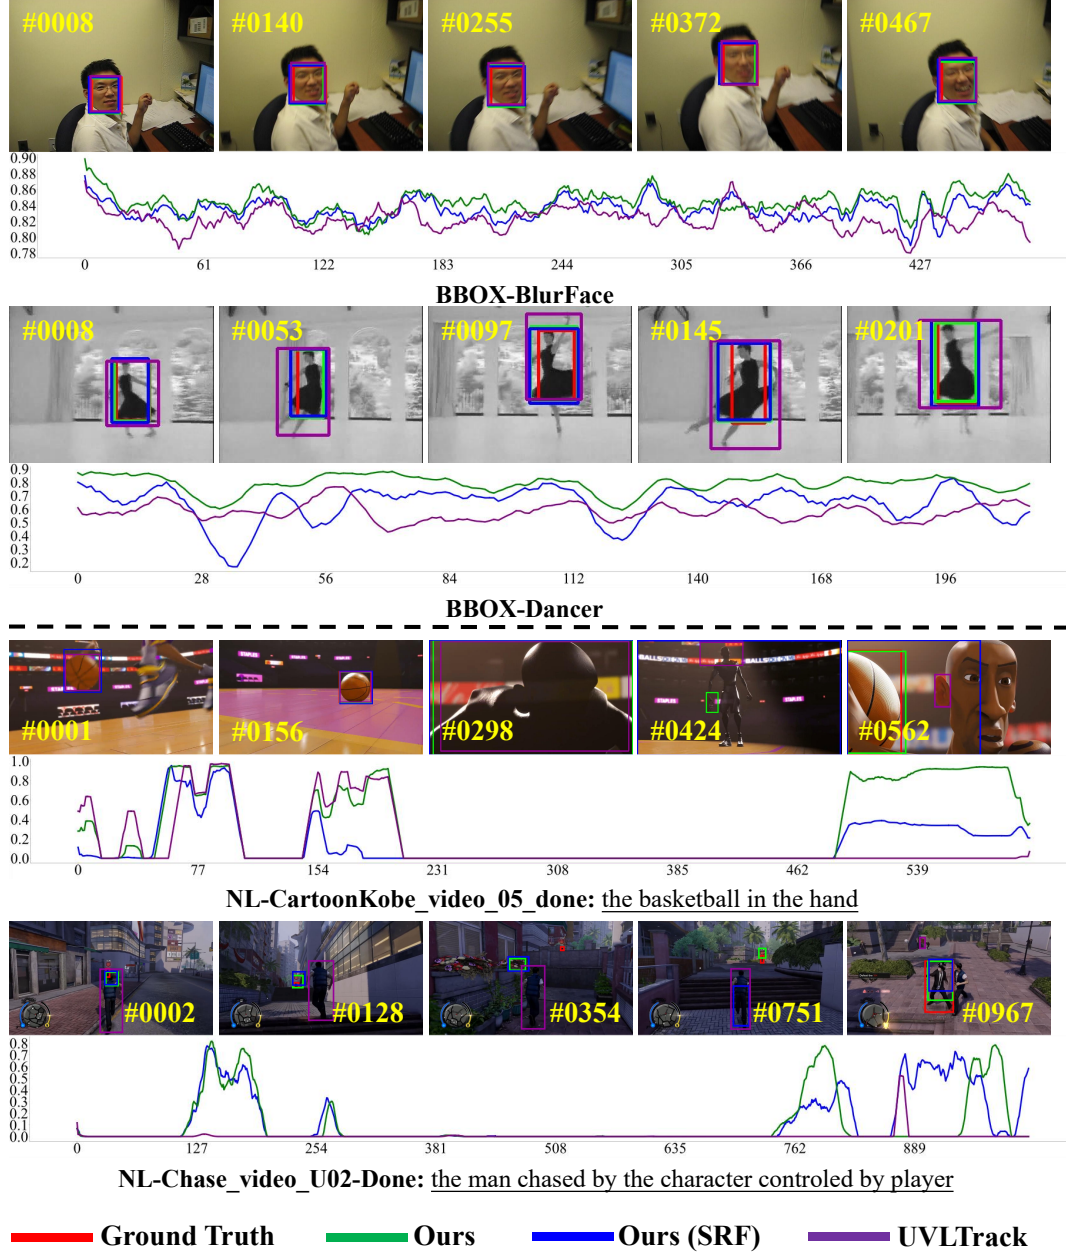 #0008 #0140 #0255 #0372 #0467
0.90
0.88
0.86
0.84
0.82
0.80
0.78
0 61 122 183 244 305 366 427
BBOX-BlurFace
#0008 #0053 #0097 #0145 #0201
0.9
0.8
0.7
0.6
0.5
0.4
0.3
0.2
0 28 56 84 112 140 168 196
BBOX-Dancer
STAPLES
BALLS
#0001 #0156 #0298 #0424 #0562
1.0
0.8
0.6
0.4
0.2
0.0
0 77 154 231 308 385 462 539
NL-CartoonKobe_video_05_done: the basketball in the hand
#0002 #0128 #0354 #0751 #0967
0.8
0.7
0.6
0.5
0.4
0.3
0.2
0.1
0.0
0 127 254 381 508 635 762 889
NL-Chase_video_U02-Done: the man chased by the character controled by player
Ground Truth Ours Ours (SRF) UVLTrack